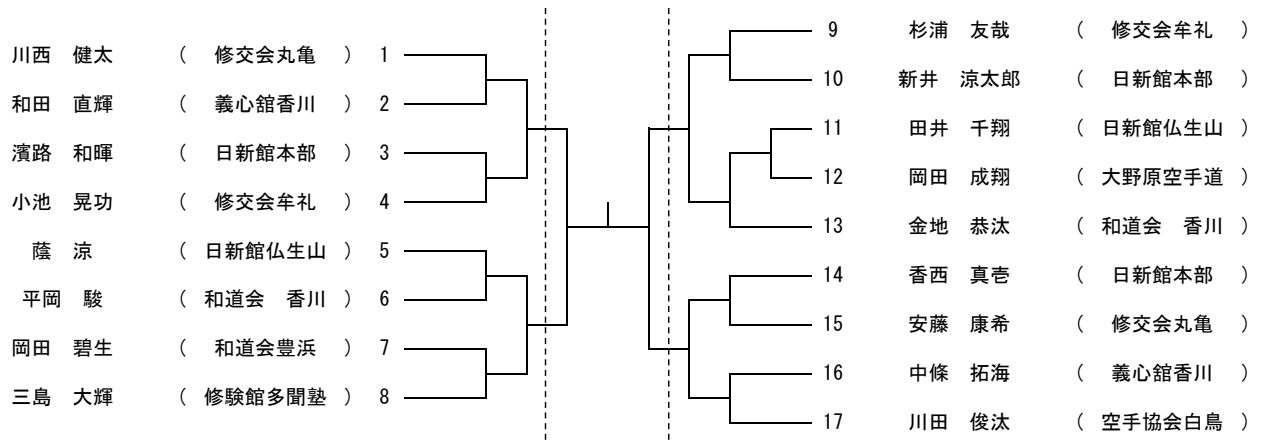 川西　健太　（　修交会丸亀　）　1
和田　直輝　（　義心舘香川　）　2
濱路　和暉　（　日新館本部　）　3
小池　晃功　（　修交会牟礼　）　4
蔭　涼　（　日新館仏生山　）　5
平岡　駿　（　和道会　香川　）　6
岡田　碧生　（　和道会豊浜　）　7
三島　大輝　（　修験館多聞塾　）　8
9　杉浦　友哉　（　修交会牟礼　）
10　新井　涼太郎　（　日新館本部　）
11　田井　千翔　（　日新館仏生山　）
12　岡田　成翔　（　大野原空手道　）
13　金地　恭汰　（　和道会　香川　）
14　香西　真壱　（　日新館本部　）
15　安藤　康希　（　修交会丸亀　）
16　中條　拓海　（　義心舘香川　）
17　川田　俊汰　（　空手協会白鳥　）